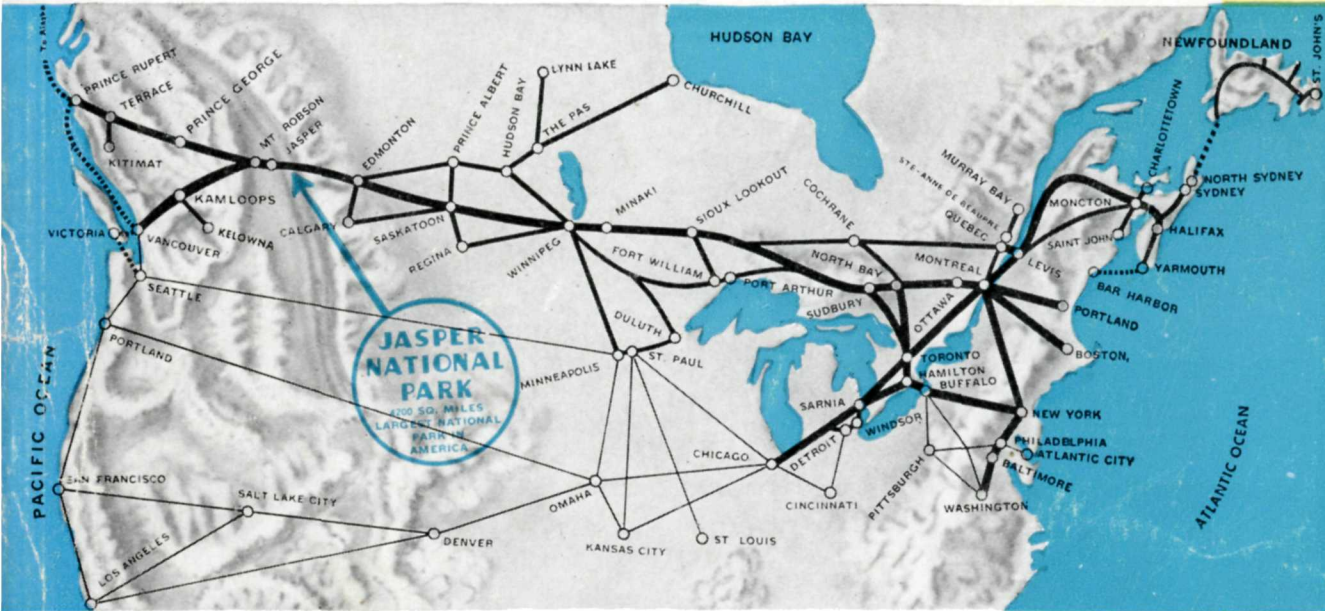 To Alaska
HUDSON BAY
NEWFOUNDLAND
ST. JOHN'S
PRINCE RUPERT
TERRACE
PRINCE GEORGE
MT. ROBSON
JASPER
KITIMAT
EDMONTON
PRINCE ALBERT
HUDSON BAY
LYNN LAKE
THE PAS
CHURCHILL
KAMLOOPS
KELOWNA
VICTORIA
VANCOUVER
CALGARY
SASKATOON
REGINA
WINNIPEG
MINAKI
SIOUX LOOKOUT
COCHRANE
FORT WILLIAM
PORT ARTHUR
NORTH BAY
SUDBURY
MURRAY BAY
STE-ANNE DE BEAUPRE
QUEBEC
MONTREAL
LEVIS
OTTAWA
CHARLOTTETOWN
MONCTON
SAINT JOHN
NORTH SYDNEY
SYDNEY
HALIFAX
YARMOUTH
BAR HARBOR
PORTLAND
BOSTON,
SEATTLE
PORTLAND
JASPER
NATIONAL
PARK
4200 SQ. MILES
LARGEST NATIONAL
PARK IN
AMERICA
DULUTH
MINNEAPOLIS
ST. PAUL
TORONTO
HAMILTON
BUFFALO
SARNIA
WINDSOR
DETROIT
CHICAGO
NEW YORK
PHILADELPHIA
ATLANTIC CITY
BALTIMORE
WASHINGTON
PITTSBURGH
CINCINNATI
OMAHA
KANSAS CITY
ST LOUIS
DENVER
SALT LAKE CITY
SAN FRANCISCO
LOS ANGELES
PACIFIC OCEAN
ATLANTIC OCEAN